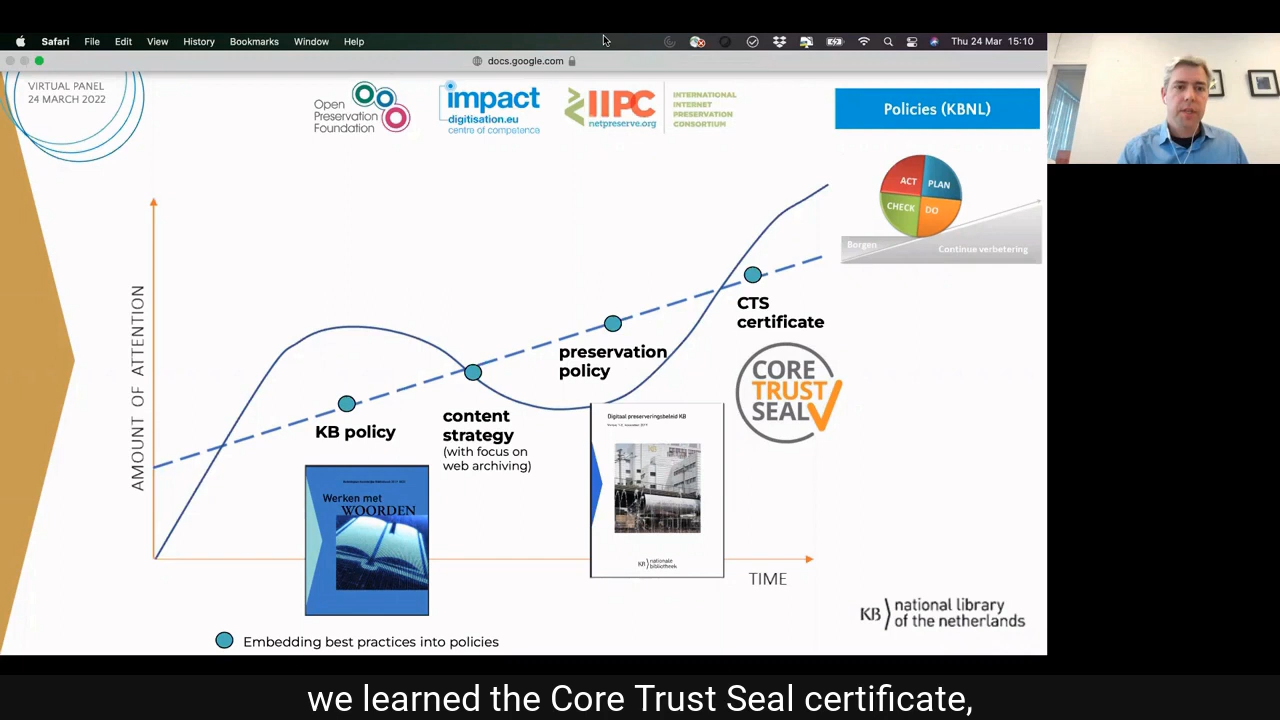 Safari File Edit View History Bookmarks Window Help Thu 24 Mar 15:10
docs.google.com
VIRTUAL PANEL
24 MARCH 2022
Open
Preservation
Foundation
impact
digitisation.eu
centre of competence
IIPC
netpreserve.org
INTERNATIONAL
INTERNET
PRESERVATION
CONSORTIUM
Policies (KBNL)
ACT PLAN
CHECK DO
Borgen
Continue verbetering
AMOUNT OF ATTENTION
CTS
certificate
CORE
TRUST
SEAL
preservation
policy
KB policy
content
strategy
(with focus on
web archiving)
Digitaal preserveringsbeleid KB
KB nationale
bibliotheek
Werken met
WOORDEN
TIME
KB national library
of the netherlands
Embedding best practices into policies
we learned the Core Trust Seal certificate,